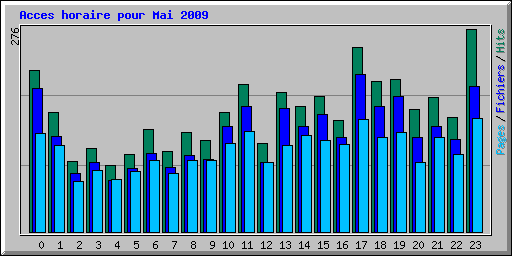 Acces horaire pour Mai 2009
276
Pages / Fichiers / Hits
0 1 2 3 4 5 6 7 8 9 10 11 12 13 14 15 16 17 18 19 20 21 22 23